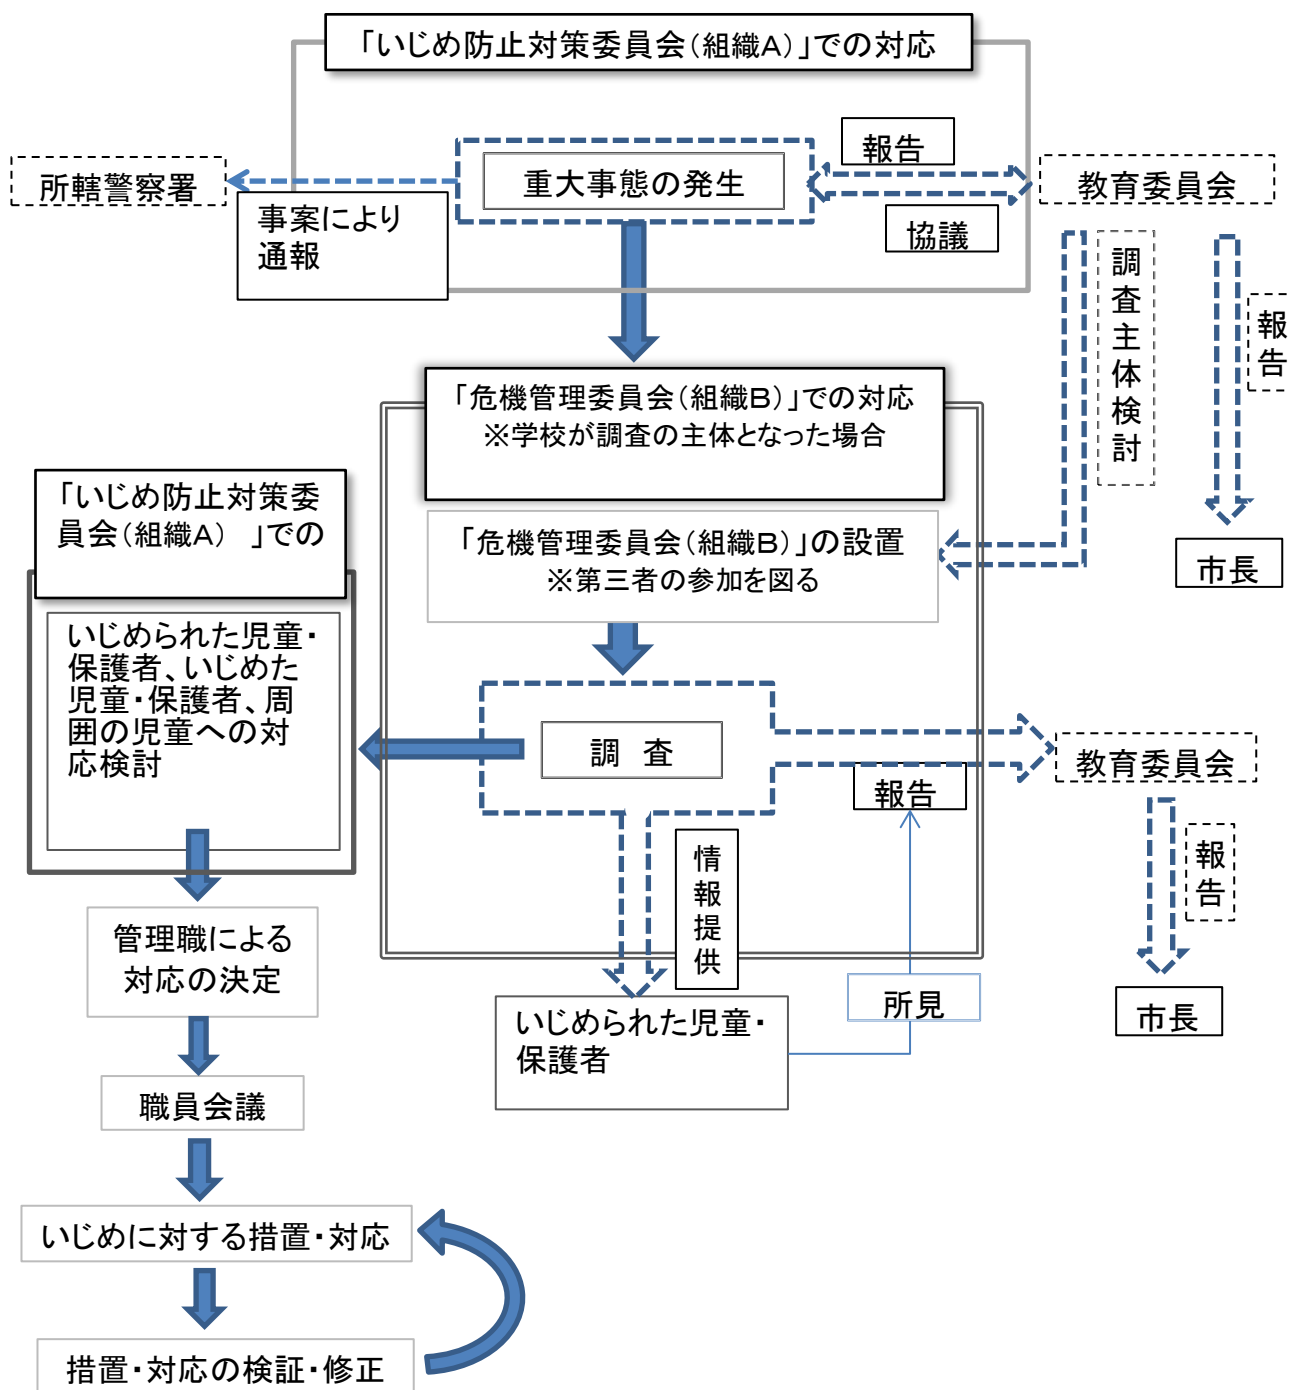 「いじめ防止対策委員会(組織A)」での対応
報告
重大事態の発生
所轄警察署
教育委員会
事案により
通報
協議
調査主体検討
報告
「危機管理委員会(組織B)」での対応
※学校が調査の主体となった場合
「いじめ防止対策委
員会(組織A) 」での
「危機管理委員会(組織B)」の設置
※第三者の参加を図る
市長
いじめられた児童・
保護者、いじめた
児童・保護者、周
囲の児童への対
応検討
調 査
教育委員会
報告
情報提供
報告
管理職による
対応の決定
所見
市長
いじめられた児童・
保護者
職員会議
いじめに対する措置・対応
措置・対応の検証・修正